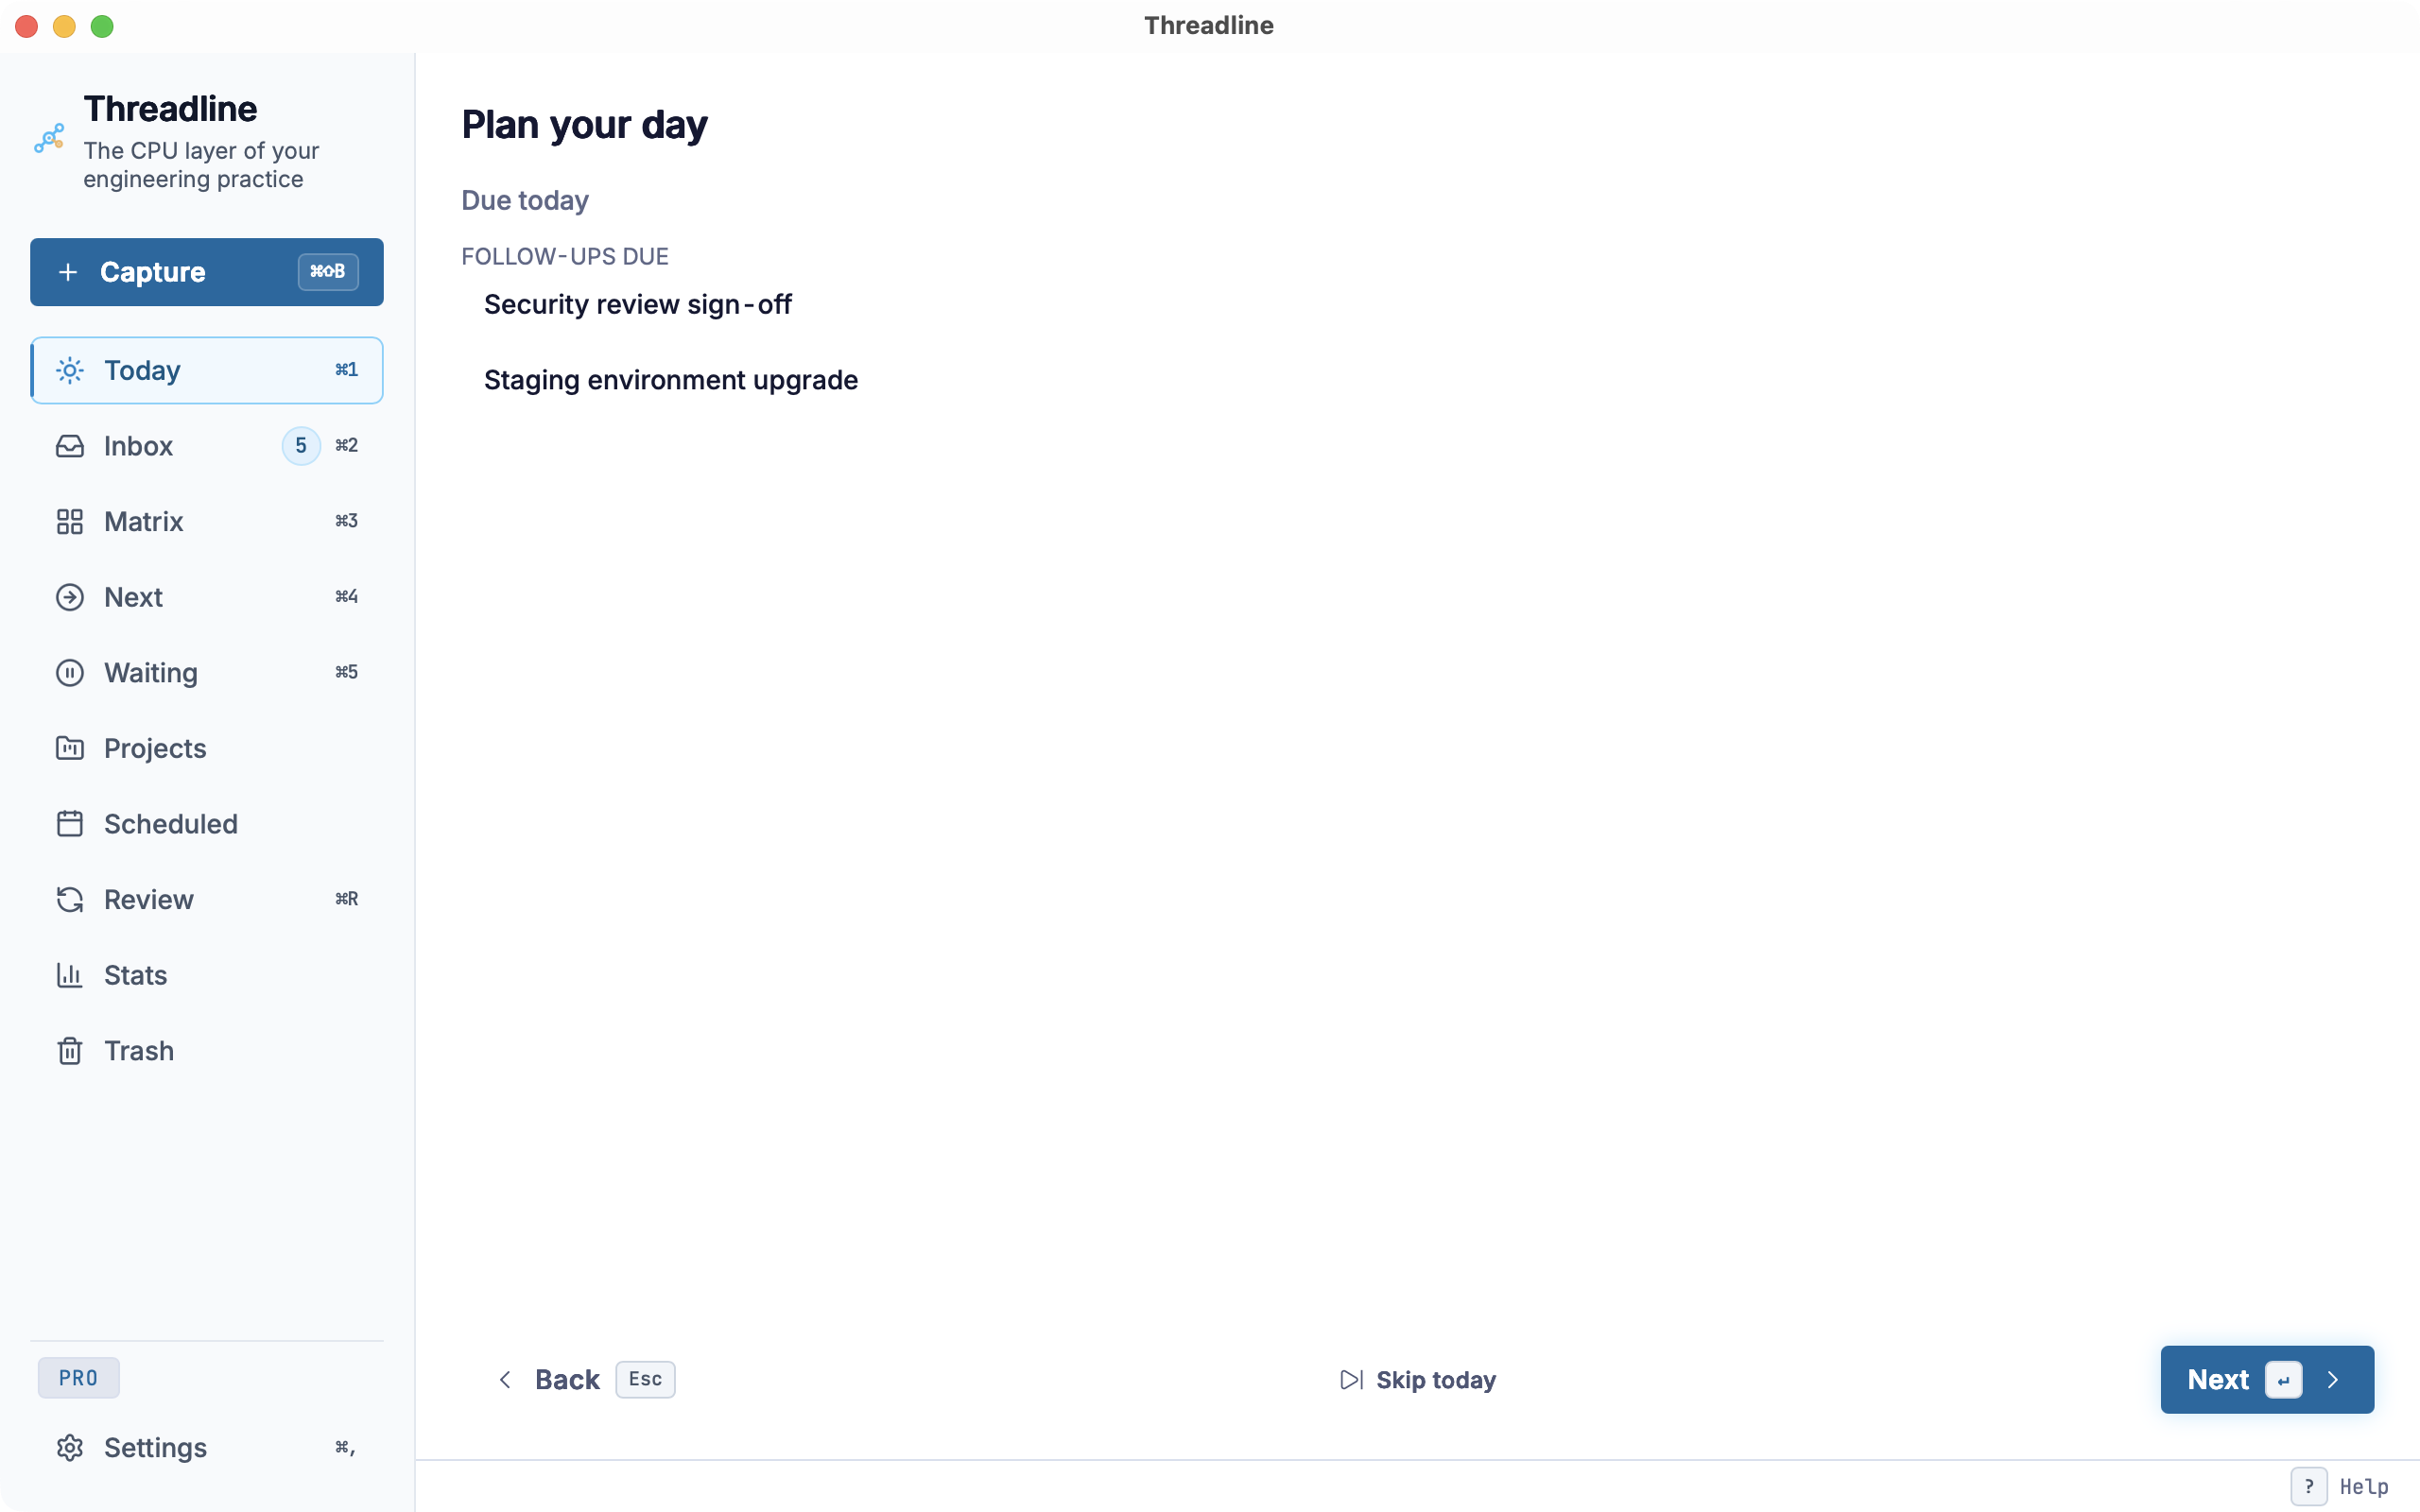 Threadline
Threadline
The CPU layer of your
engineering practice
+ Capture ⌘⇧B
Today ⌘1
Inbox 5 ⌘2
Matrix ⌘3
Next ⌘4
Waiting ⌘5
Projects
Scheduled
Review ⌘R
Stats
Trash
PRO
Settings ⌘,
Plan your day
Due today
FOLLOW-UPS DUE
Security review sign-off
Staging environment upgrade
Back Esc
Skip today
Next ↵
? Help